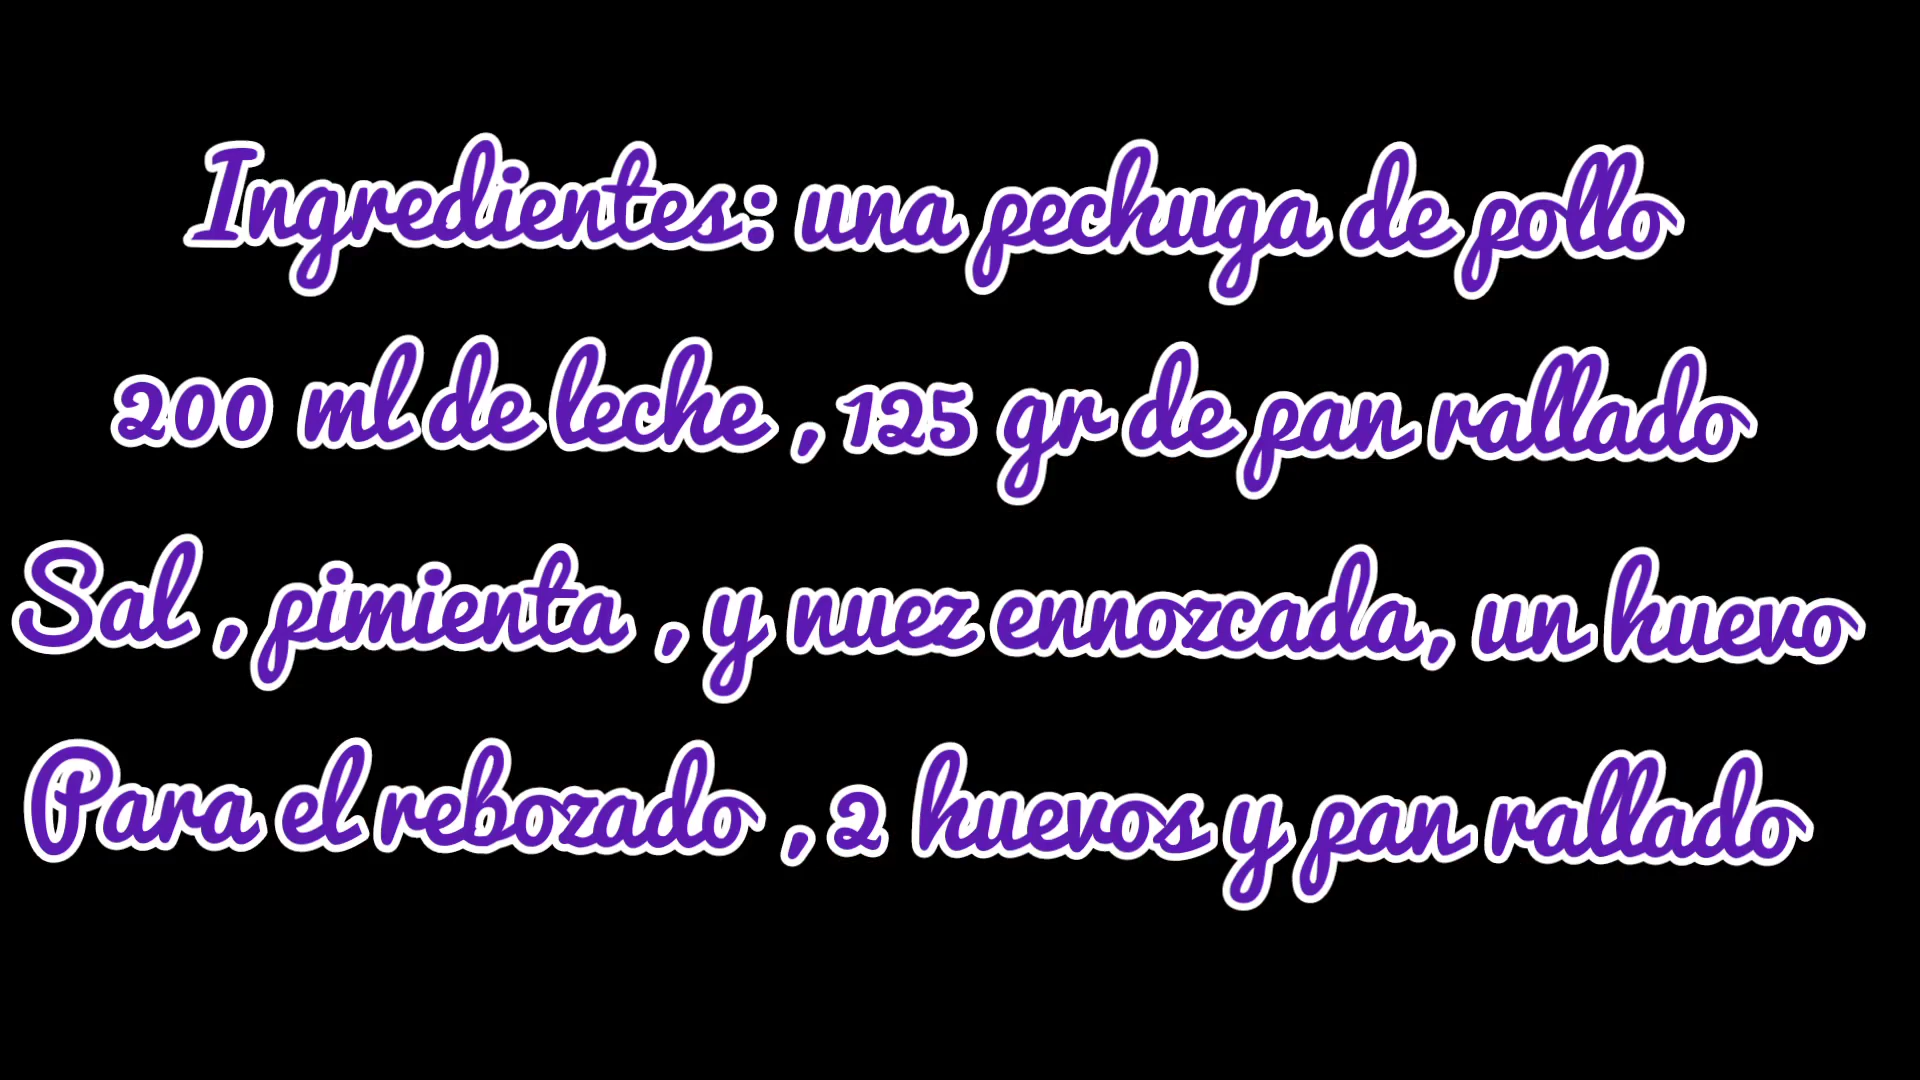 Ingredientes: una pechuga de pollo
200 ml de leche , 125 gr de pan rallado
Sal , pimienta , y nuez ennozcada, un huevo
Para el rebozado , 2 huevos y pan rallado